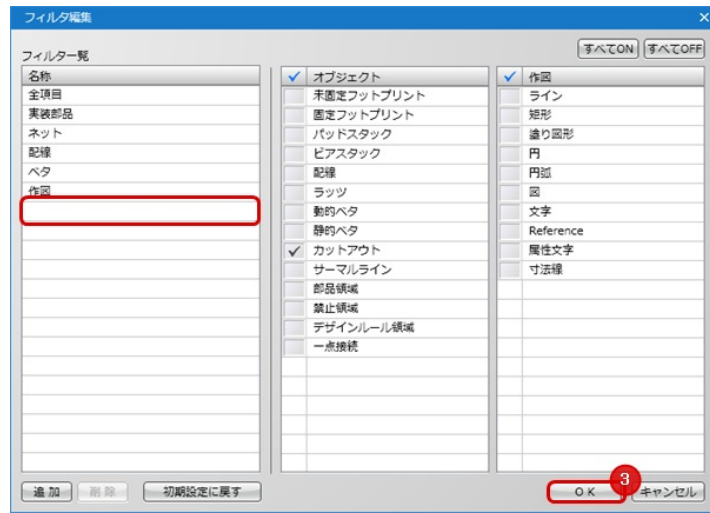 フィルタ編集
フィルター覧
すべてON すべてOFF
名称
全項目
実装部品
ネット
配線
ベタ
作図
オブジェクト
未固定フットプリント
固定フットプリント
パッドスタック
ビアスタック
配線
ラッツ
動的ベタ
静的ベタ
カットアウト
サーマルライン
部品領域
禁止領域
デザインルール領域
一点接続
作図
ライン
矩形
塗り図形
円
円弧
図
文字
Reference
属性文字
寸法線
追加 削除 初期設定に戻す
3
OK キャンセル